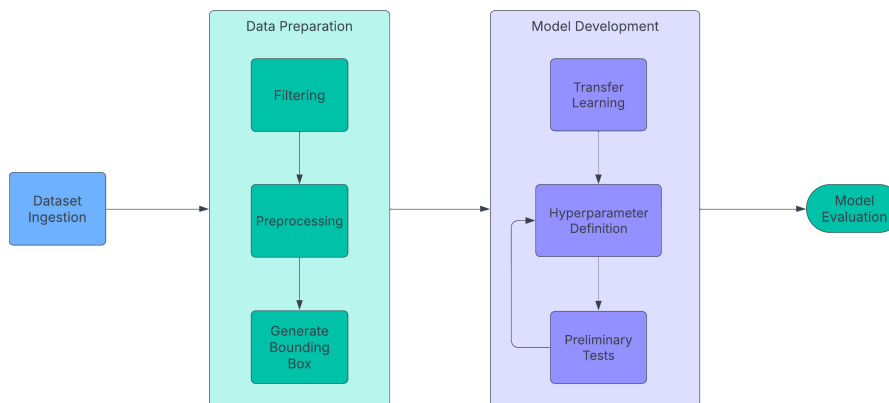 Data Preparation
Model Development
Filtering
Transfer
Learning
Dataset
Ingestion
Preprocessing
Hyperparameter
Definition
Model
Evaluation
Generate
Bounding
Box
Preliminary
Tests